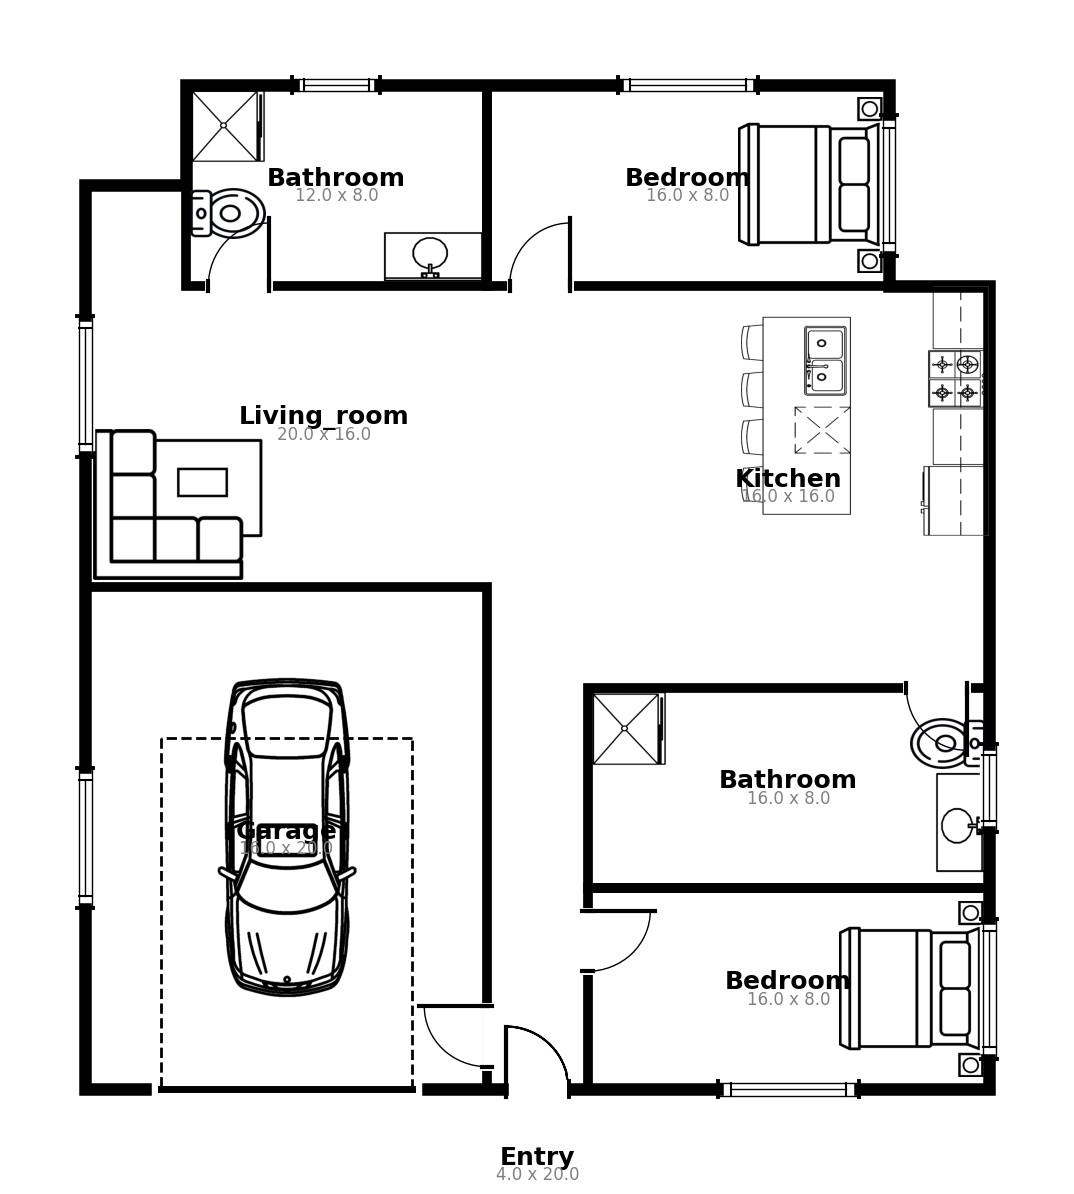 Bathroom
12.0 x 8.0
Bedroom
16.0 x 8.0
Living_room
20.0 x 16.0
Kitchen
16.0 x 16.0
Bathroom
16.0 x 8.0
Garage
16.0 x 20.0
Bedroom
16.0 x 8.0
Entry
4.0 x 20.0